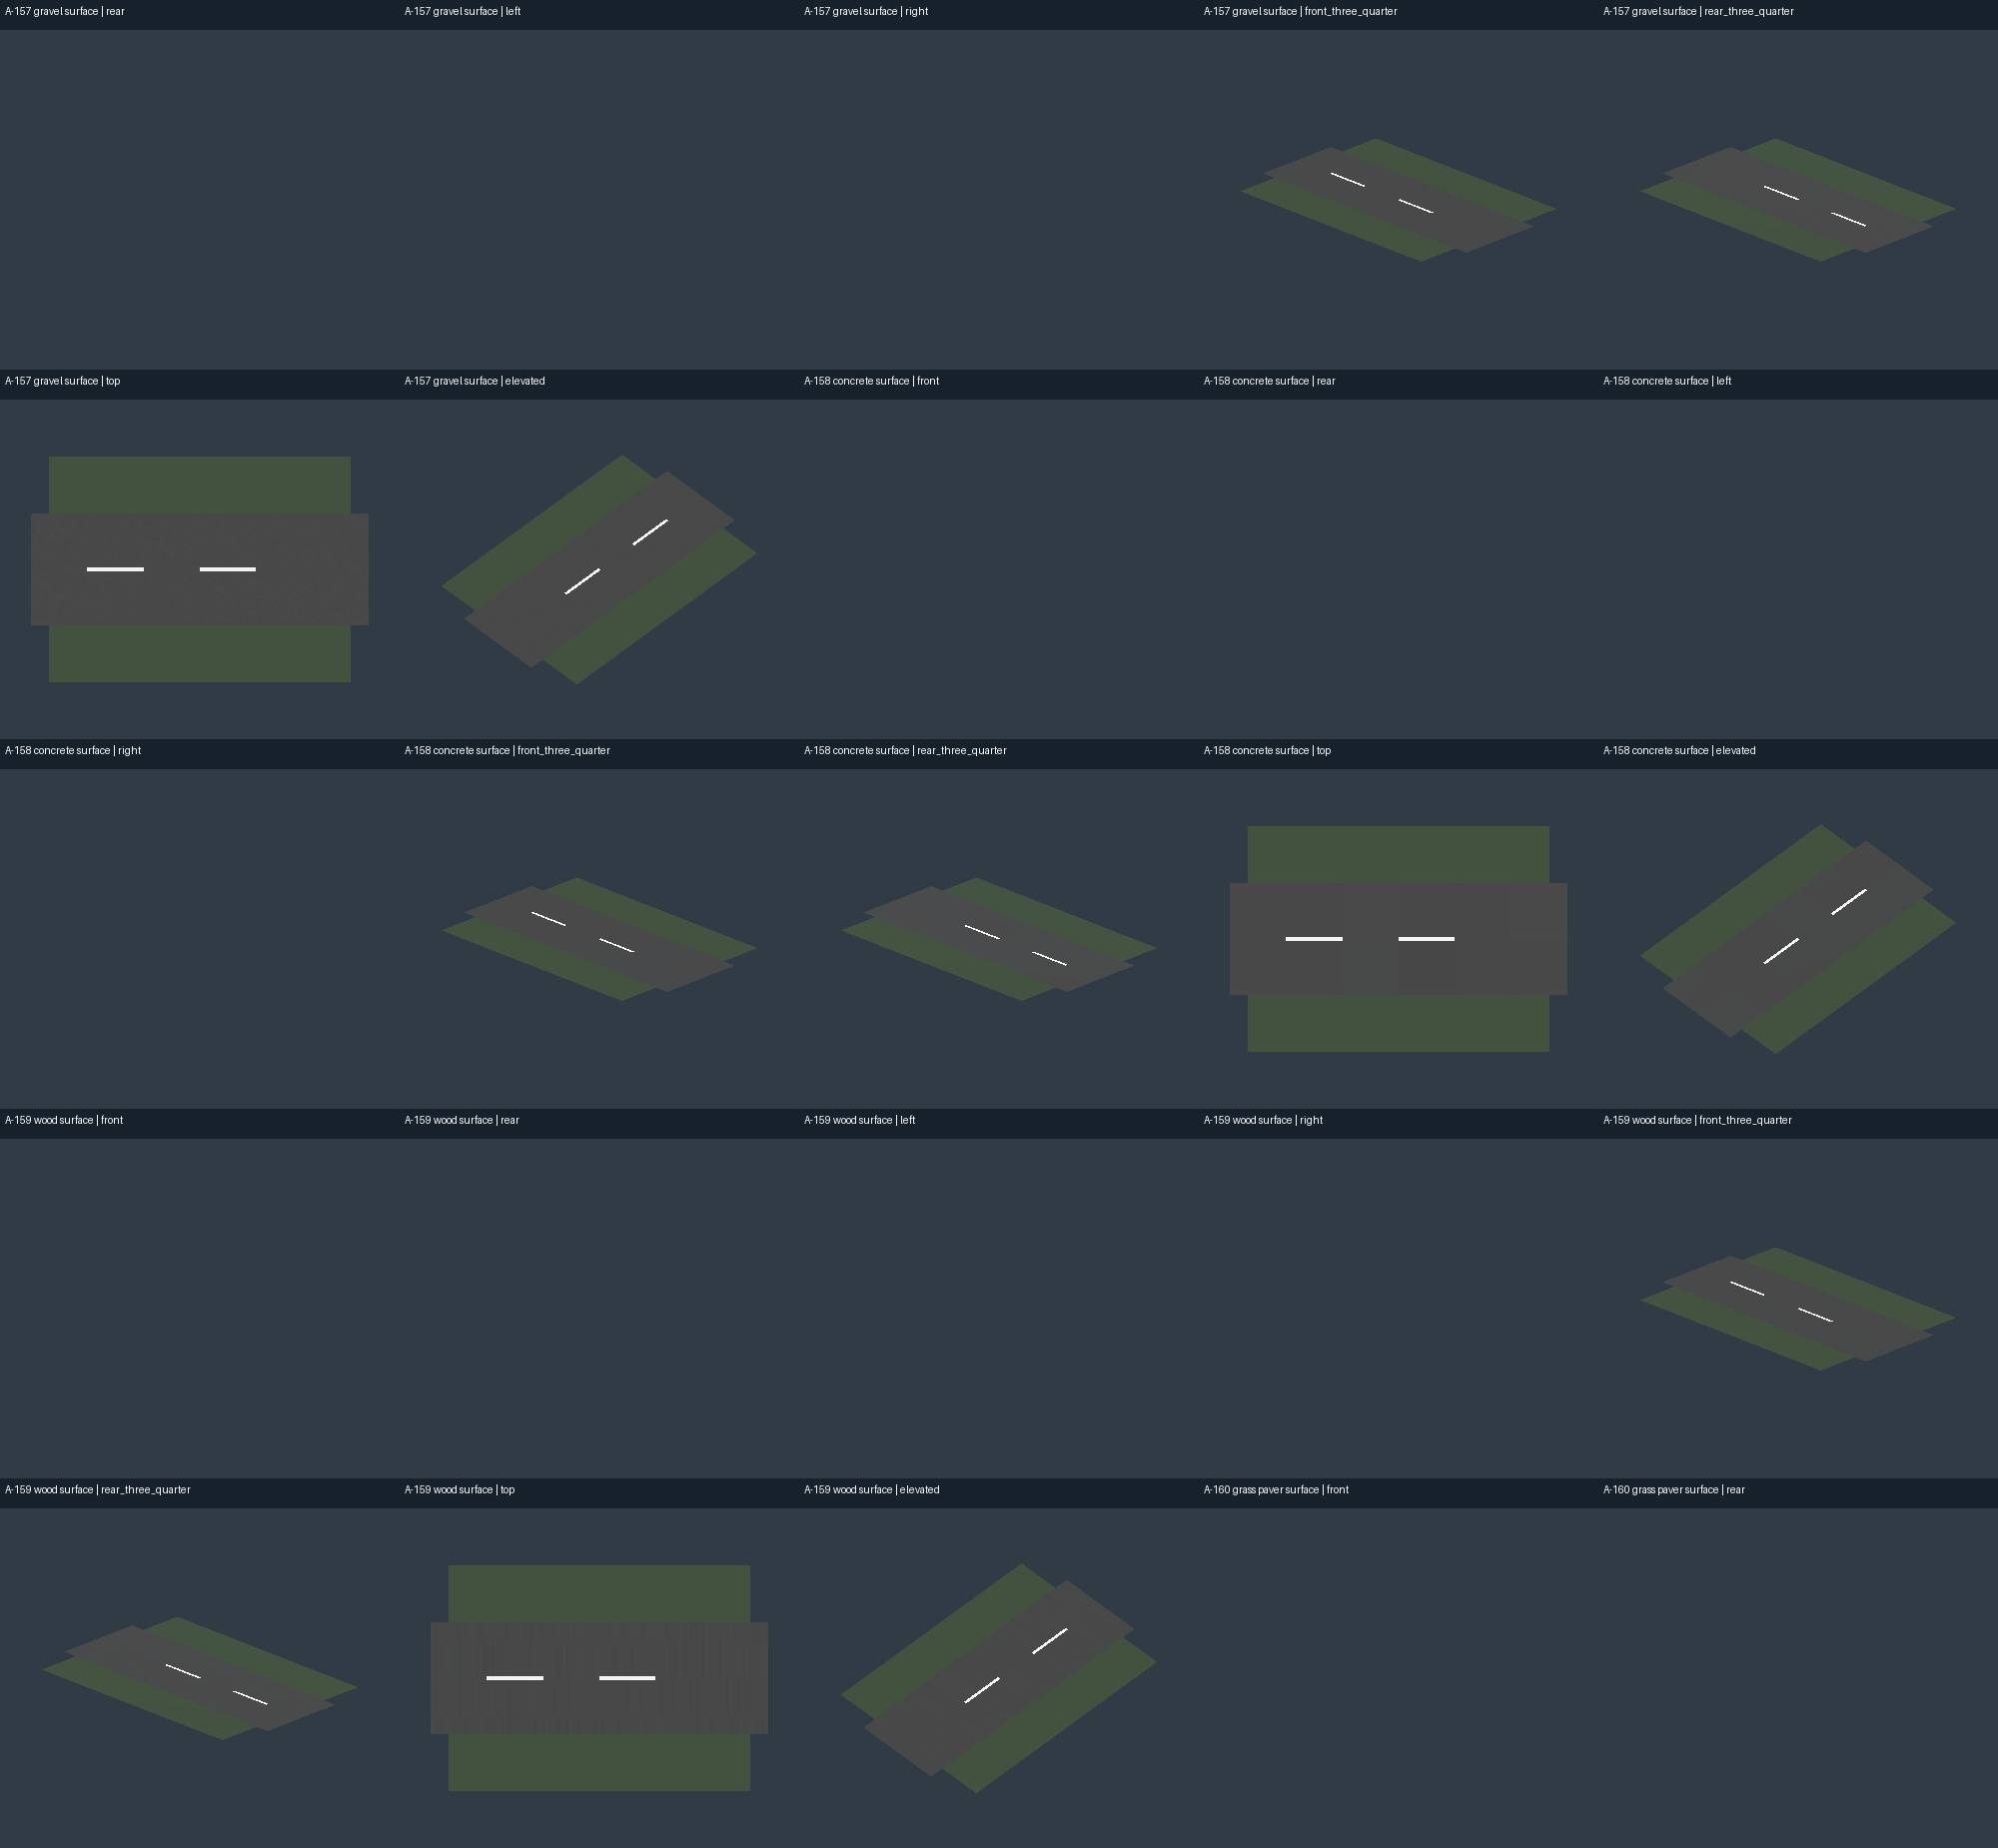 A-157 gravel surface | rear
A-157 gravel surface | left
A-157 gravel surface | right
A-157 gravel surface | front_three_quarter
A-157 gravel surface | rear_three_quarter
A-157 gravel surface | top
A-157 gravel surface | elevated
A-158 concrete surface | front
A-158 concrete surface | rear
A-158 concrete surface | left
A-158 concrete surface | right
A-158 concrete surface | front_three_quarter
A-158 concrete surface | rear_three_quarter
A-158 concrete surface | top
A-158 concrete surface | elevated
A-159 wood surface | front
A-159 wood surface | rear
A-159 wood surface | left
A-159 wood surface | right
A-159 wood surface | front_three_quarter
A-159 wood surface | rear_three_quarter
A-159 wood surface | top
A-159 wood surface | elevated
A-160 grass paver surface | front
A-160 grass paver surface | rear